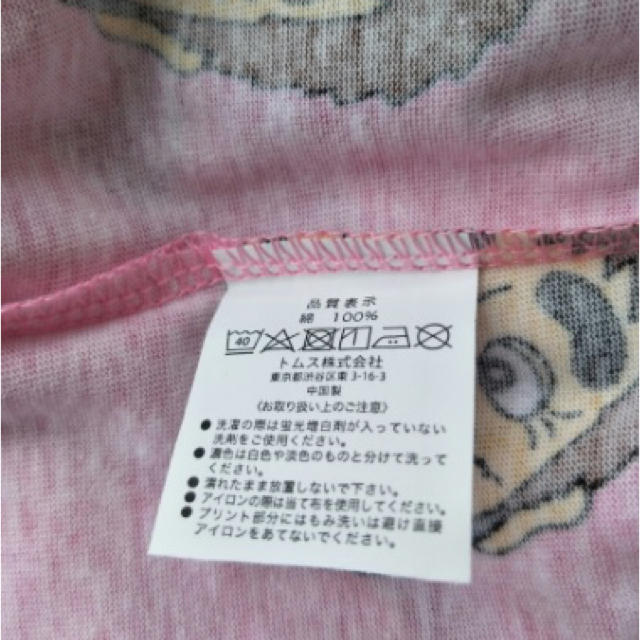 品質表示
綿 100%
40
トムス株式会社
東京都渋谷区東 3-16-3
中国製
〈お取り扱い上のご注意〉
●洗濯の際は蛍光増白剤が入っていない
洗剤をご使用ください。
●濃色は白色や淡色のものと分けて洗って
ください。
●濡れたまま放置しないで下さい。
●アイロンの際は当て布を使用してください。
●プリント部分にはもみ洗いは避け直接
アイロンをあてないでください。